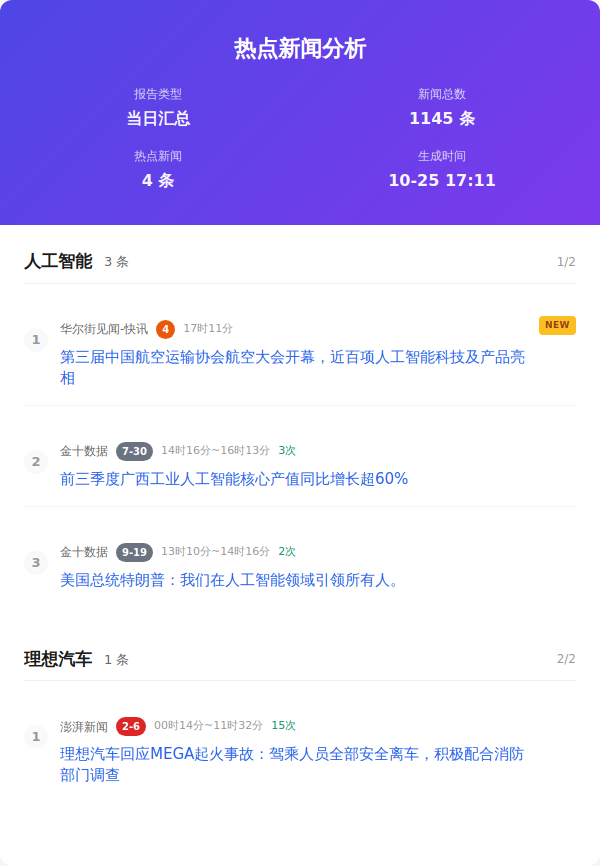 热点新闻分析
报告类型
新闻总数
当日汇总
1145 条
热点新闻
生成时间
4 条
10-25 17:11
人工智能 3 条 1/2
1 华尔街见闻-快讯 4 17时11分 NEW
第三届中国航空运输协会航空大会开幕，近百项人工智能科技及产品亮
相
2 金十数据 7-30 14时16分~16时13分 3次
前三季度广西工业人工智能核心产值同比增长超60%
3 金十数据 9-19 13时10分~14时16分 2次
美国总统特朗普：我们在人工智能领域引领所有人。
理想汽车 1 条 2/2
1 澎湃新闻 2-6 00时14分~11时32分 15次
理想汽车回应MEGA起火事故：驾乘人员全部安全离车，积极配合消防
部门调查